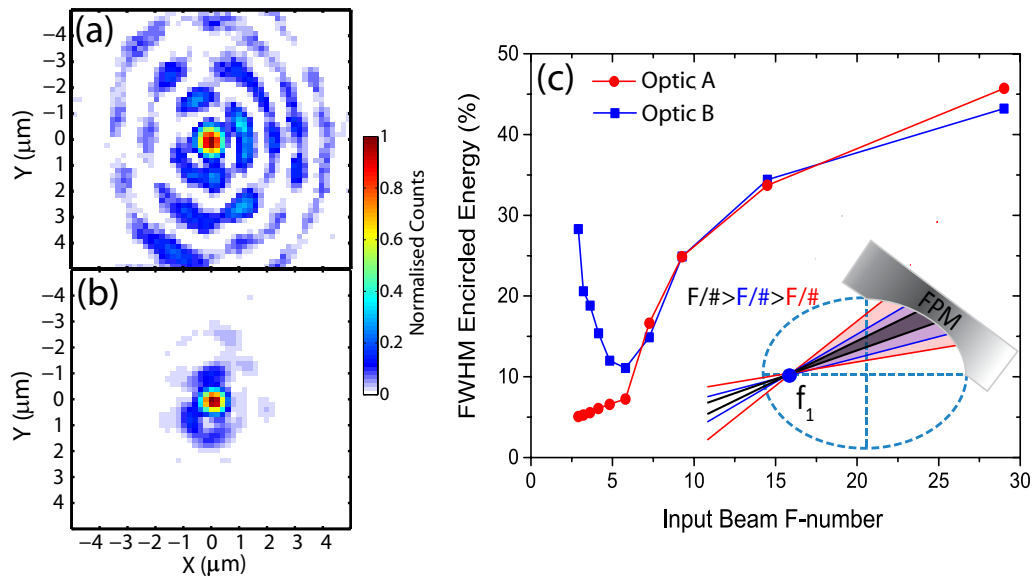 (a)
−4
−3
−2
−1
0
1
2
3
4
Y (μm)
(b)
−4
−3
−2
−1
0
1
2
3
4
Y (μm)
−4 −3 −2 −1 0 1 2 3 4
X (μm)
1
0.8
0.6
0.4
0.2
0
Normalised Counts
(c)
Optic A
Optic B
50
40
30
20
10
0
FWHM Encircled Energy (%)
F/#>F/#>F/#
FPM
f1
0 5 10 15 20 25 30
Input Beam F-number